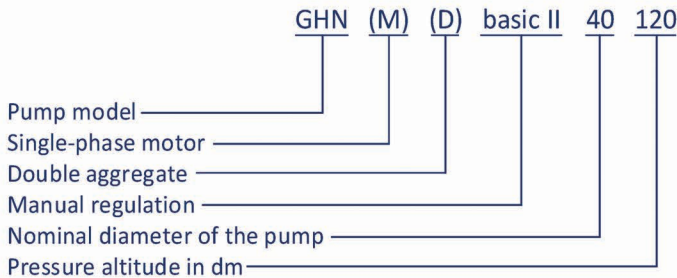 GHN (M) (D) basic II 40 120
Pump model
Single-phase motor
Double aggregate
Manual regulation
Nominal diameter of the pump
Pressure altitude in dm